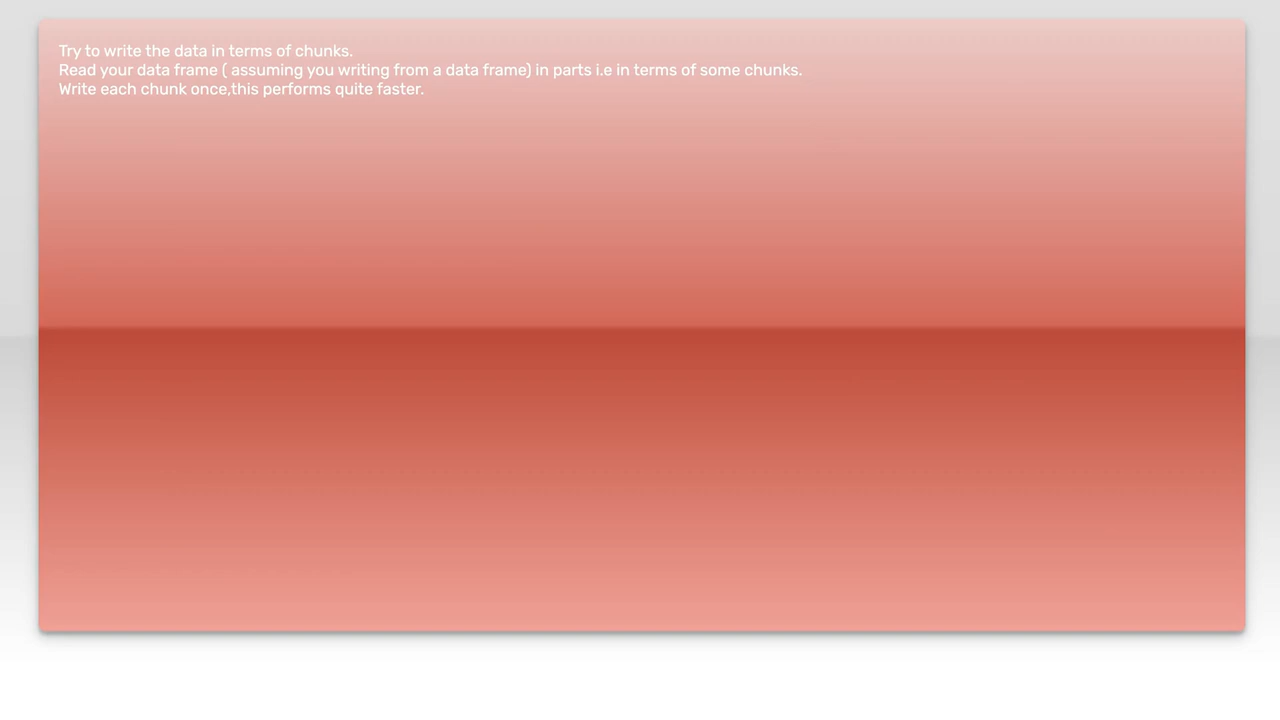 Try to write the data in terms of chunks.
Read your data frame ( assuming you writing from a data frame) in parts i.e in terms of some chunks.
Write each chunk once,this performs quite faster.